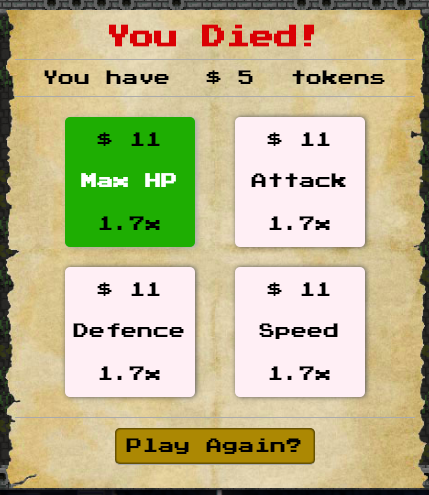 You Died!
You have $ 5 tokens
$ 11
Max HP
1.7x
$ 11
Attack
1.7x
$ 11
Defence
1.7x
$ 11
Speed
1.7x
Play Again?